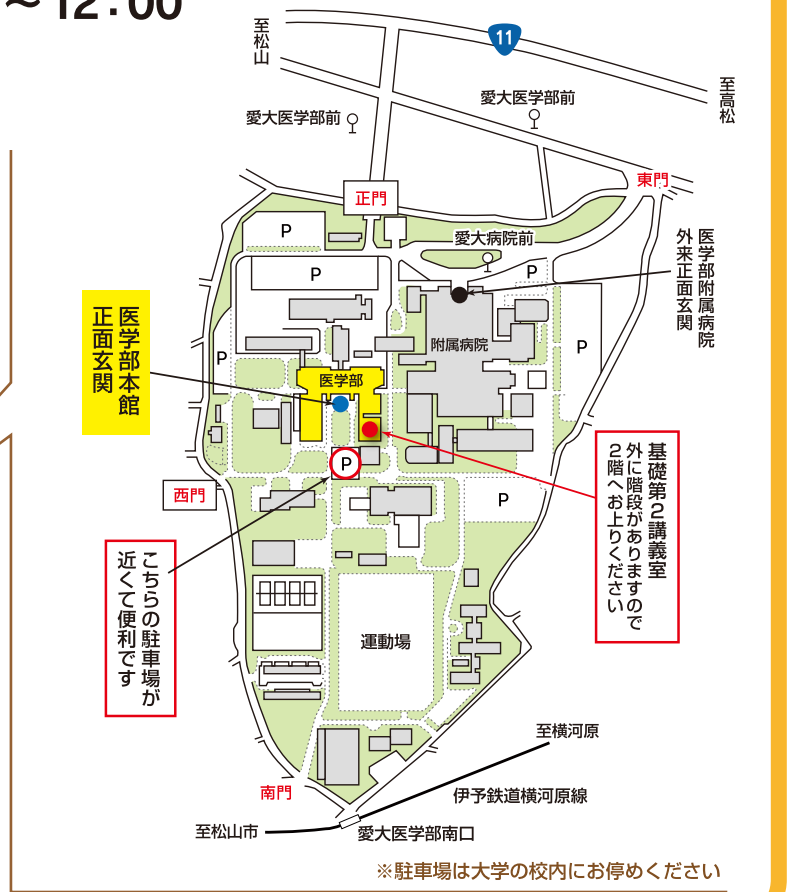 ～12：00
至松山
11
至高松
愛大医学部前
愛大医学部前
東門
正門
愛大病院前
医学部附属病院
外来正面玄関
P
P
P
P
P
附属病院
医学部本館
正面玄関
医学部
P
基礎第2講義室
外に階段がありますので
2階へお上りください
西門
P
こちらの駐車場が
近くて便利です
運動場
至横河原
南門
伊予鉄道横河原線
至松山市
愛大医学部南口
※駐車場は大学の校内にお停めください